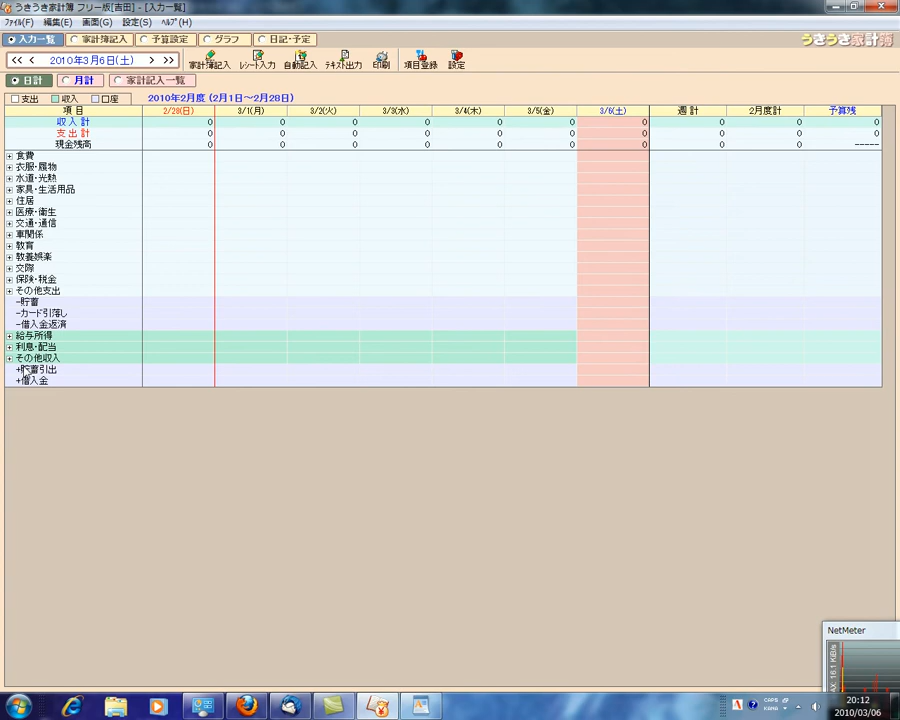 うきうき家計簿 フリー版[吉田] - [入力一覧]
ﾌｧｲﾙ(F) 編集(E) 画面(G) 設定(S) ﾍﾙﾌﾟ(H)
入力一覧 家計簿記入 予算設定 グラフ 日記・予定 うきうき家計簿
<< < 2010年3月6日(土) > >> 家計簿記入 レシート入力 自動記入 テキスト出力 印刷 項目登録 設定
日計 月計 家計記入一覧
支出 収入 口座 2010年2月度 (2月1日～2月28日)
項目 2/28(日) 3/1(月) 3/2(火) 3/3(水) 3/4(木) 3/5(金) 3/6(土) 週計 2月度計 予算残
収入計 0 0 0 0 0 0 0 0 0 0
支出計 0 0 0 0 0 0 0 0 0 0
現金残高 0 0 0 0 0 0 0 0 0 -----
食費
衣服・履物
水道・光熱
家具・生活用品
住居
医療・衛生
交通・通信
車関係
教育
教養娯楽
交際
保険・税金
その他支出
-貯蓄
-カード引落し
-借入金返済
給与所得
利息・配当
その他収入
+貯蓄引出
+借入金
NetMeter
AX: 16.1 KiB/s
A CAPS KANA 20:12
2010/03/06